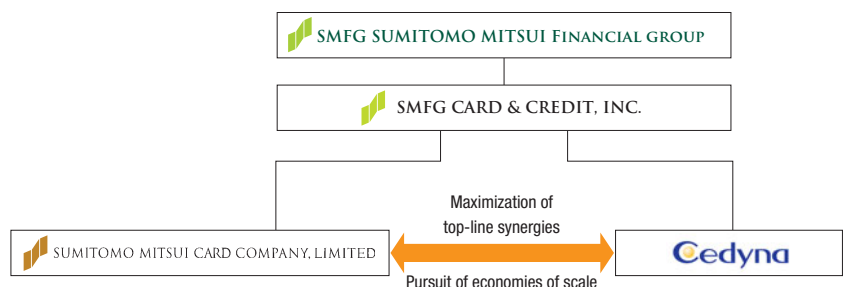 SMFG SUMITOMO MITSUI FINANCIAL GROUP
SMFG CARD & CREDIT, INC.
Maximization of
top-line synergies
SUMITOMO MITSUI CARD COMPANY, LIMITED
Cedyna
Pursuit of economies of scale